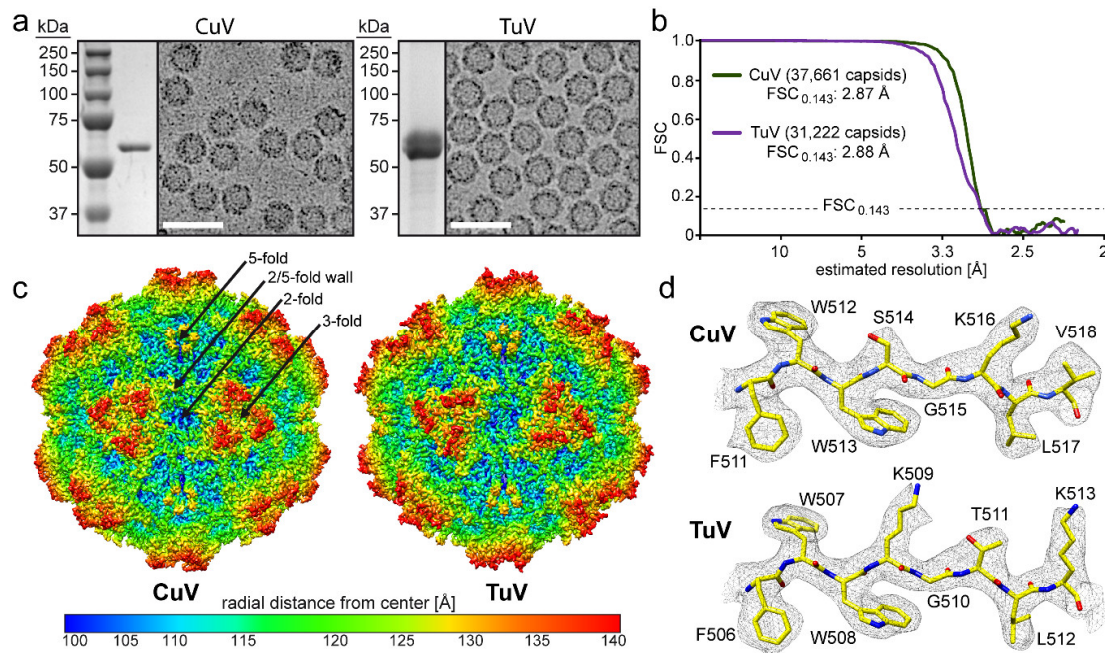 a
kDa
CuV
250
150
100
75
50
37
kDa
TuV
250
150
100
75
50
37
b
1.0
0.8
0.6
0.4
0.2
0
FSC
CuV (37,661 capsids)
FSC0.143: 2.87 Å
TuV (31,222 capsids)
FSC0.143: 2.88 Å
FSC0.143
10
5
3.3
2.5
2
estimated resolution [Å]
c
5-fold
2/5-fold wall
2-fold
3-fold
CuV
TuV
radial distance from center [Å]
100
105
110
115
120
125
130
135
140
d
CuV
W512
S514
K516
V518
F511
W513
G515
L517
TuV
W507
K509
T511
K513
F506
W508
G510
L512